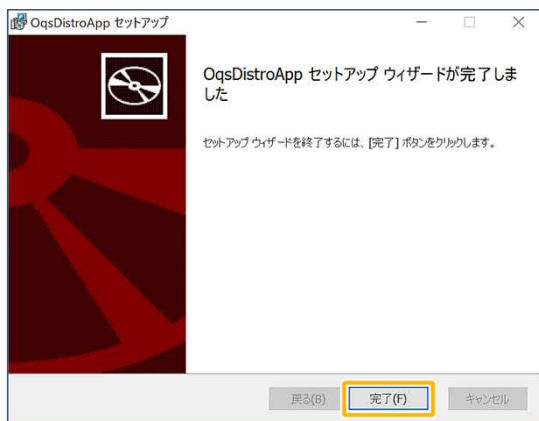 OqsDistroApp セットアップ
OqsDistroApp セットアップ ウィザードが完了しま
した
セットアップ ウィザードを終了するには、[完了] ボタンをクリックします。
戻る(B)
完了(F)
キャンセル